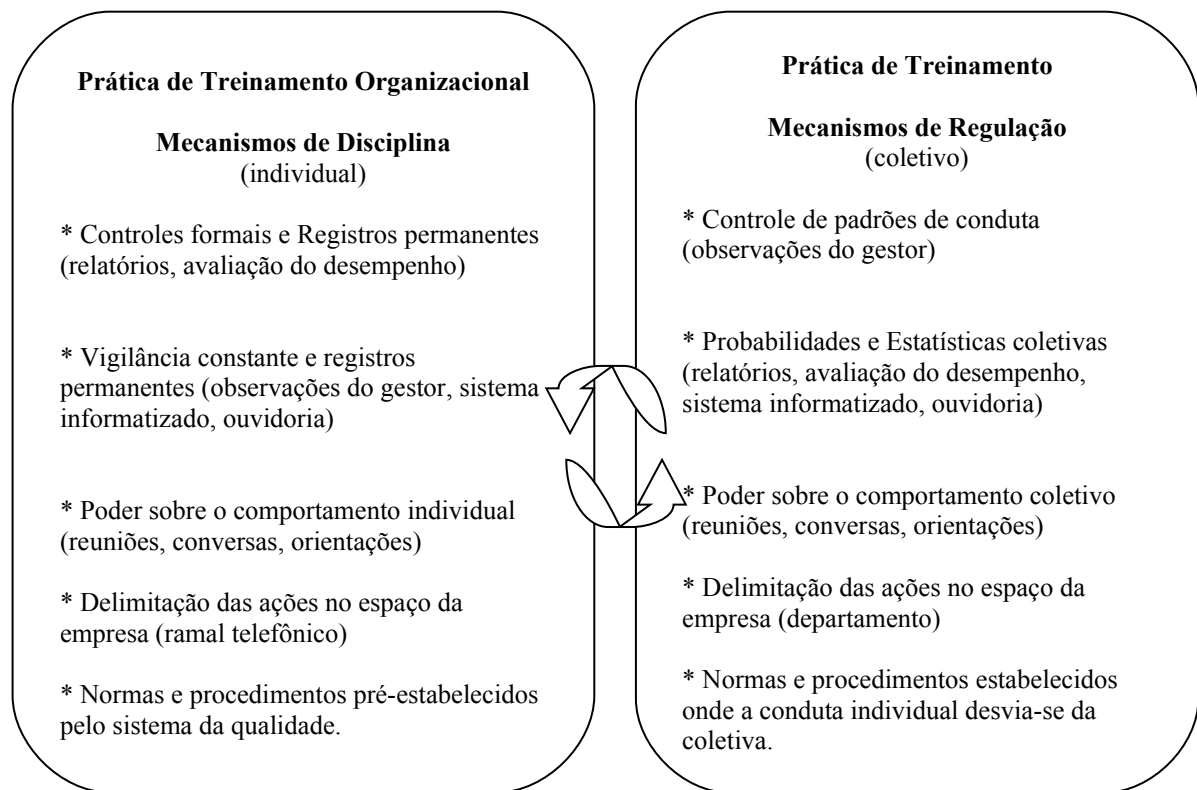 Prática de Treinamento Organizacional
Mecanismos de Disciplina
(individual)
* Controles formais e Registros permanentes
(relatórios, avaliação do desempenho)
* Vigilância constante e registros
permanentes (observações do gestor, sistema
informatizado, ouvidoria)
* Poder sobre o comportamento individual
(reuniões, conversas, orientações)
* Delimitação das ações no espaço da
empresa (ramal telefônico)
* Normas e procedimentos pré-estabelecidos
pelo sistema da qualidade.
Prática de Treinamento
Mecanismos de Regulação
(coletivo)
* Controle de padrões de conduta
(observações do gestor)
* Probabilidades e Estatísticas coletivas
(relatórios, avaliação do desempenho,
sistema informatizado, ouvidoria)
* Poder sobre o comportamento coletivo
(reuniões, conversas, orientações)
* Delimitação das ações no espaço da
empresa (departamento)
* Normas e procedimentos estabelecidos
onde a conduta individual desvia-se da
coletiva.